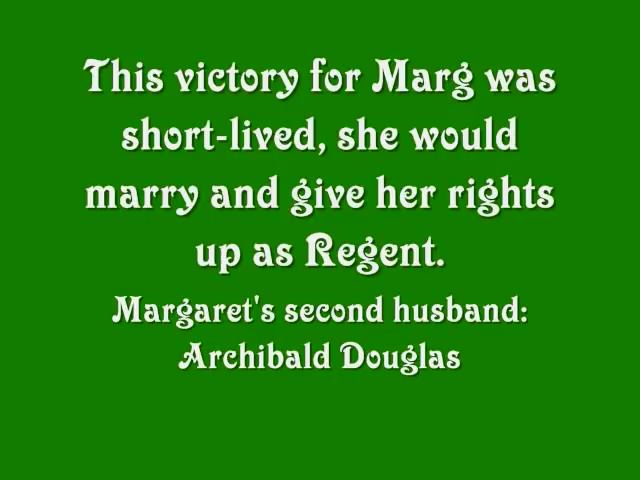 This victory for Marg was
short-lived, she would
marry and give her rights
up as Regent.
Margaret's second husband:
Archibald Douglas